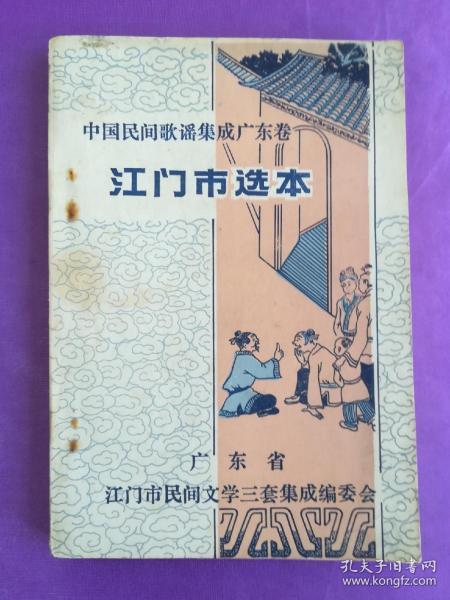 中国民间歌谣集成广东卷
江门市选本
广东省
江门市民间文学三套集成编委会
孔夫子旧书网
www.kongfz.com